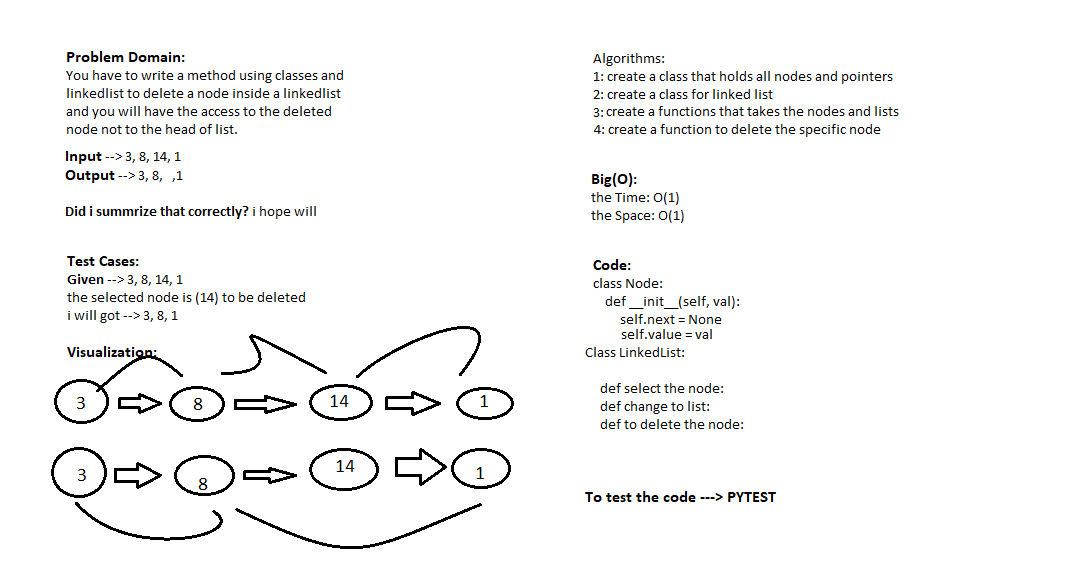 Problem Domain:
You have to write a method using classes and
linkedlist to delete a node inside a linkedlist
and you will have the access to the deleted
node not to the head of list.
Input --> 3, 8, 14, 1
Output --> 3, 8,  ,1
Did i summrize that correctly? i hope will
Test Cases:
Given --> 3, 8, 14, 1
the selected node is (14) to be deleted
i will got --> 3, 8, 1
Visualization:
3 8 14 1
3 8 14 1
Algorithms:
1: create a class that holds all nodes and pointers
2: create a class for linked list
3: create a functions that takes the nodes and lists
4: create a function to delete the specific node
Big(O):
the Time: O(1)
the Space: O(1)
Code:
class Node:
def __init__(self, val):
self.next = None
self.value = val
Class LinkedList:
def select the node:
def change to list:
def to delete the node:
To test the code ---> PYTEST